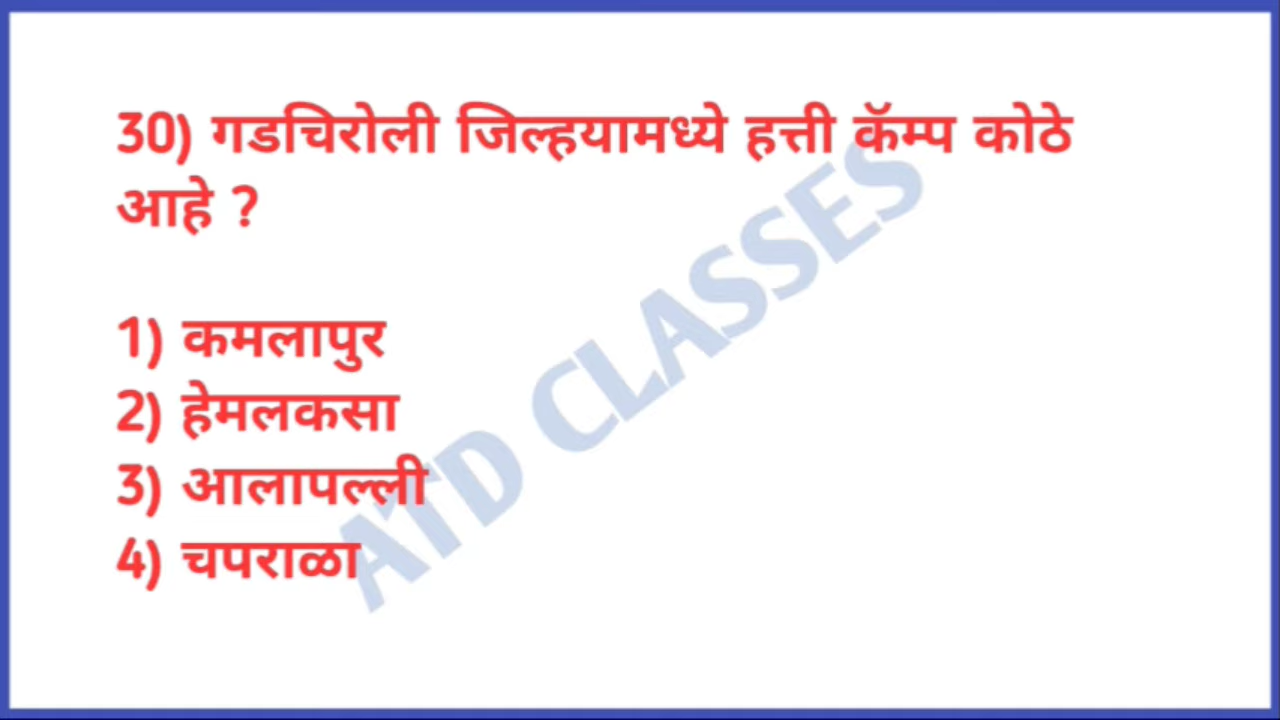 30) गडचिरोली जिल्हयामध्ये हत्ती कॅम्प कोठे
आहे ?
1) कमलापुर
2) हेमलकसा
3) आलापल्ली
4) चपराळा
ATD CLASSES